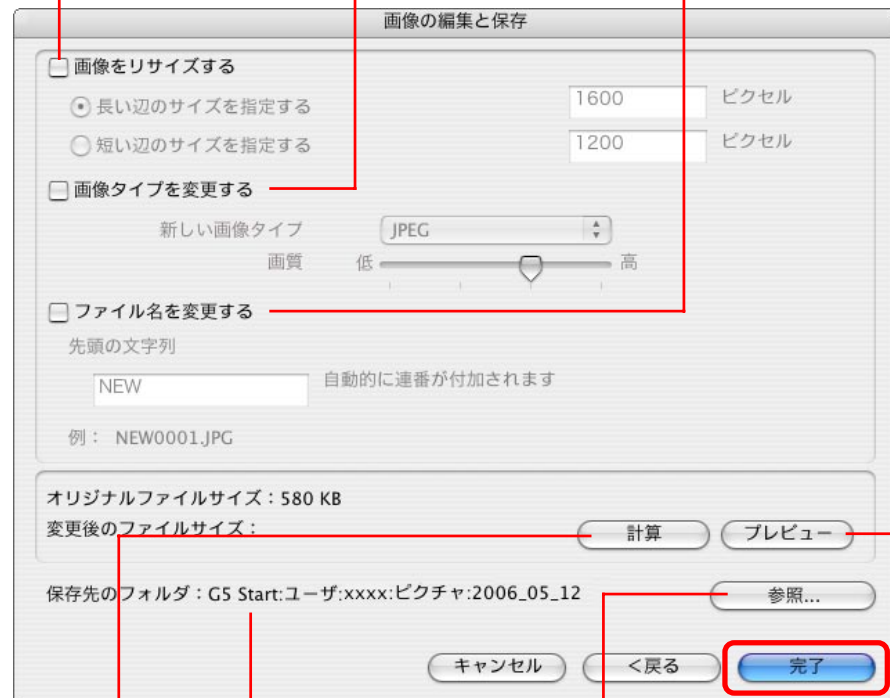 画像の編集と保存
画像をリサイズする
長い辺のサイズを指定する 1600 ピクセル
短い辺のサイズを指定する 1200 ピクセル
画像タイプを変更する
新しい画像タイプ JPEG
画質 低 高
ファイル名を変更する
先頭の文字列
NEW 自動的に連番が付加されます
例： NEW0001.JPG
オリジナルファイルサイズ：580 KB
変更後のファイルサイズ： 計算 プレビュー
保存先のフォルダ：G5 Start:ユーザ:xxxx:ピクチャ:2006_05_12 参照...
キャンセル <戻る 完了